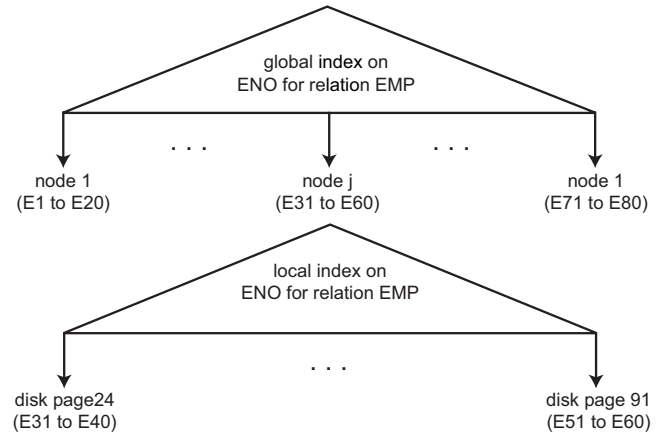 global index on
ENO for relation EMP
. . .
. . .
node 1
(E1 to E20)
node j
(E31 to E60)
node 1
(E71 to E80)
local index on
ENO for relation EMP
. . .
disk page24
(E31 to E40)
disk page 91
(E51 to E60)